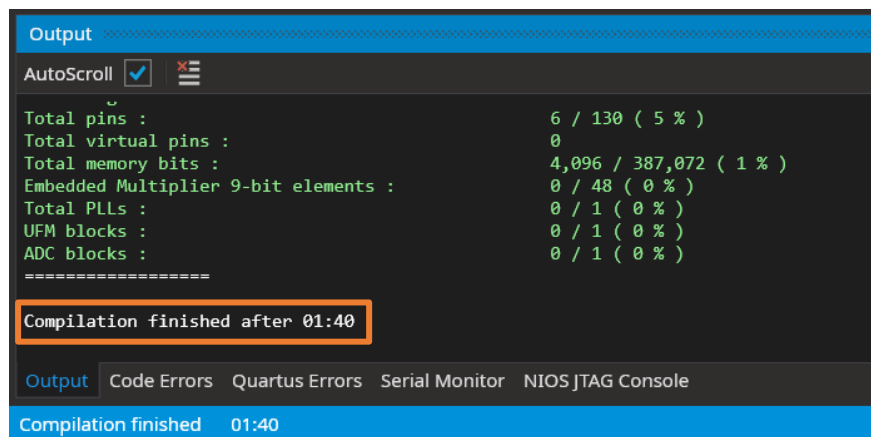 Output
AutoScroll
Total pins : 6 / 130 ( 5 % )
Total virtual pins : 0
Total memory bits : 4,096 / 387,072 ( 1 % )
Embedded Multiplier 9-bit elements : 0 / 48 ( 0 % )
Total PLLs : 0 / 1 ( 0 % )
UFM blocks : 0 / 1 ( 0 % )
ADC blocks : 0 / 1 ( 0 % )
==================
Compilation finished after 01:40
Output Code Errors Quartus Errors Serial Monitor NIOS JTAG Console
Compilation finished 01:40